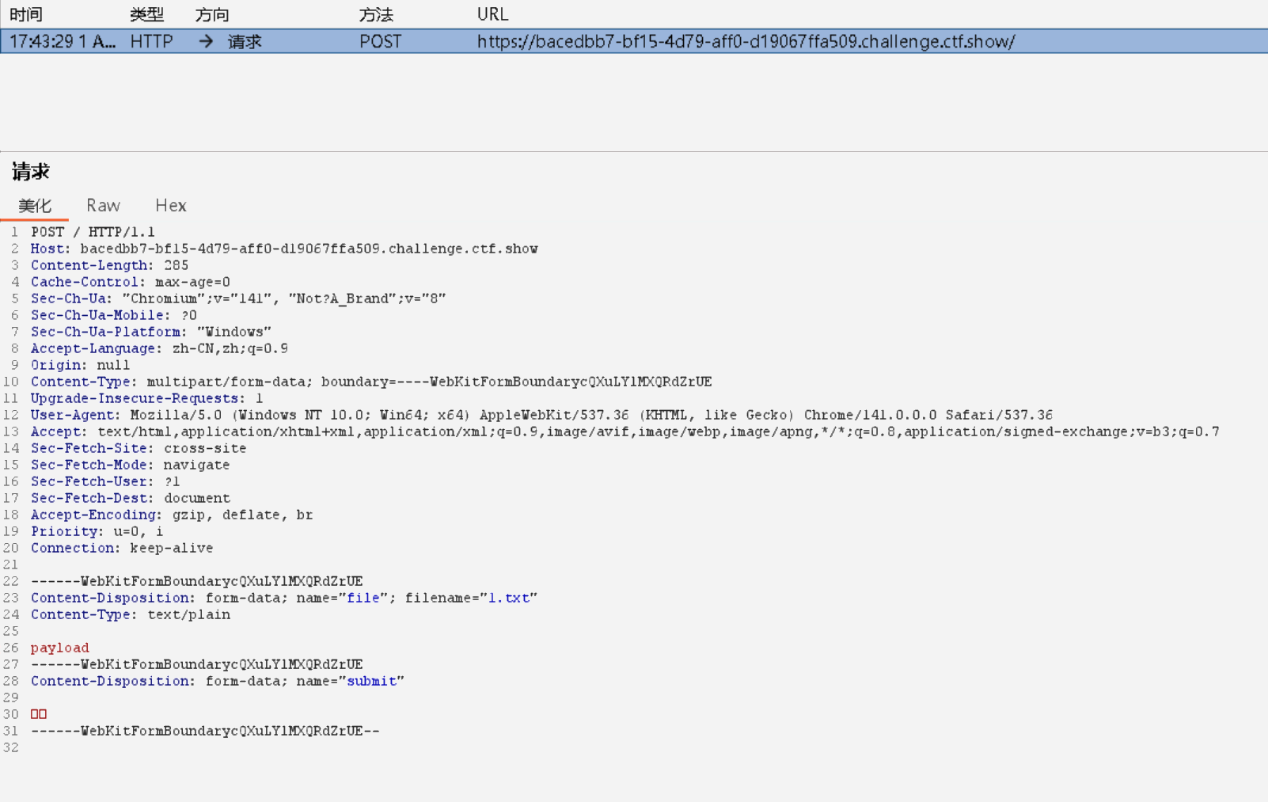 时间 类型 方向 方法 URL
17:43:29 1 A... HTTP → 请求 POST https://bacedbb7-bf15-4d79-aff0-d19067ffa509.challenge.ctf.show/
请求
美化 Raw Hex
1 POST / HTTP/1.1
2 Host: bacedbb7-bf15-4d79-aff0-d19067ffa509.challenge.ctf.show
3 Content-Length: 285
4 Cache-Control: max-age=0
5 Sec-Ch-Ua: "Chromium";v="141", "Not?A_Brand";v="8"
6 Sec-Ch-Ua-Mobile: ?0
7 Sec-Ch-Ua-Platform: "Windows"
8 Accept-Language: zh-CN,zh;q=0.9
9 Origin: null
10 Content-Type: multipart/form-data; boundary=----WebKitFormBoundarycQXuLYlMXQRdZrUE
11 Upgrade-Insecure-Requests: 1
12 User-Agent: Mozilla/5.0 (Windows NT 10.0; Win64; x64) AppleWebKit/537.36 (KHTML, like Gecko) Chrome/141.0.0.0 Safari/537.36
13 Accept: text/html,application/xhtml+xml,application/xml;q=0.9,image/avif,image/webp,image/apng,*/*;q=0.8,application/signed-exchange;v=b3;q=0.7
14 Sec-Fetch-Site: cross-site
15 Sec-Fetch-Mode: navigate
16 Sec-Fetch-User: ?1
17 Sec-Fetch-Dest: document
18 Accept-Encoding: gzip, deflate, br
19 Priority: u=0, i
20 Connection: keep-alive
21
22 ------WebKitFormBoundarycQXuLYlMXQRdZrUE
23 Content-Disposition: form-data; name="file"; filename="1.txt"
24 Content-Type: text/plain
25
26 payload
27 ------WebKitFormBoundarycQXuLYlMXQRdZrUE
28 Content-Disposition: form-data; name="submit"
29
30 □□
31 ------WebKitFormBoundarycQXuLYlMXQRdZrUE--
32